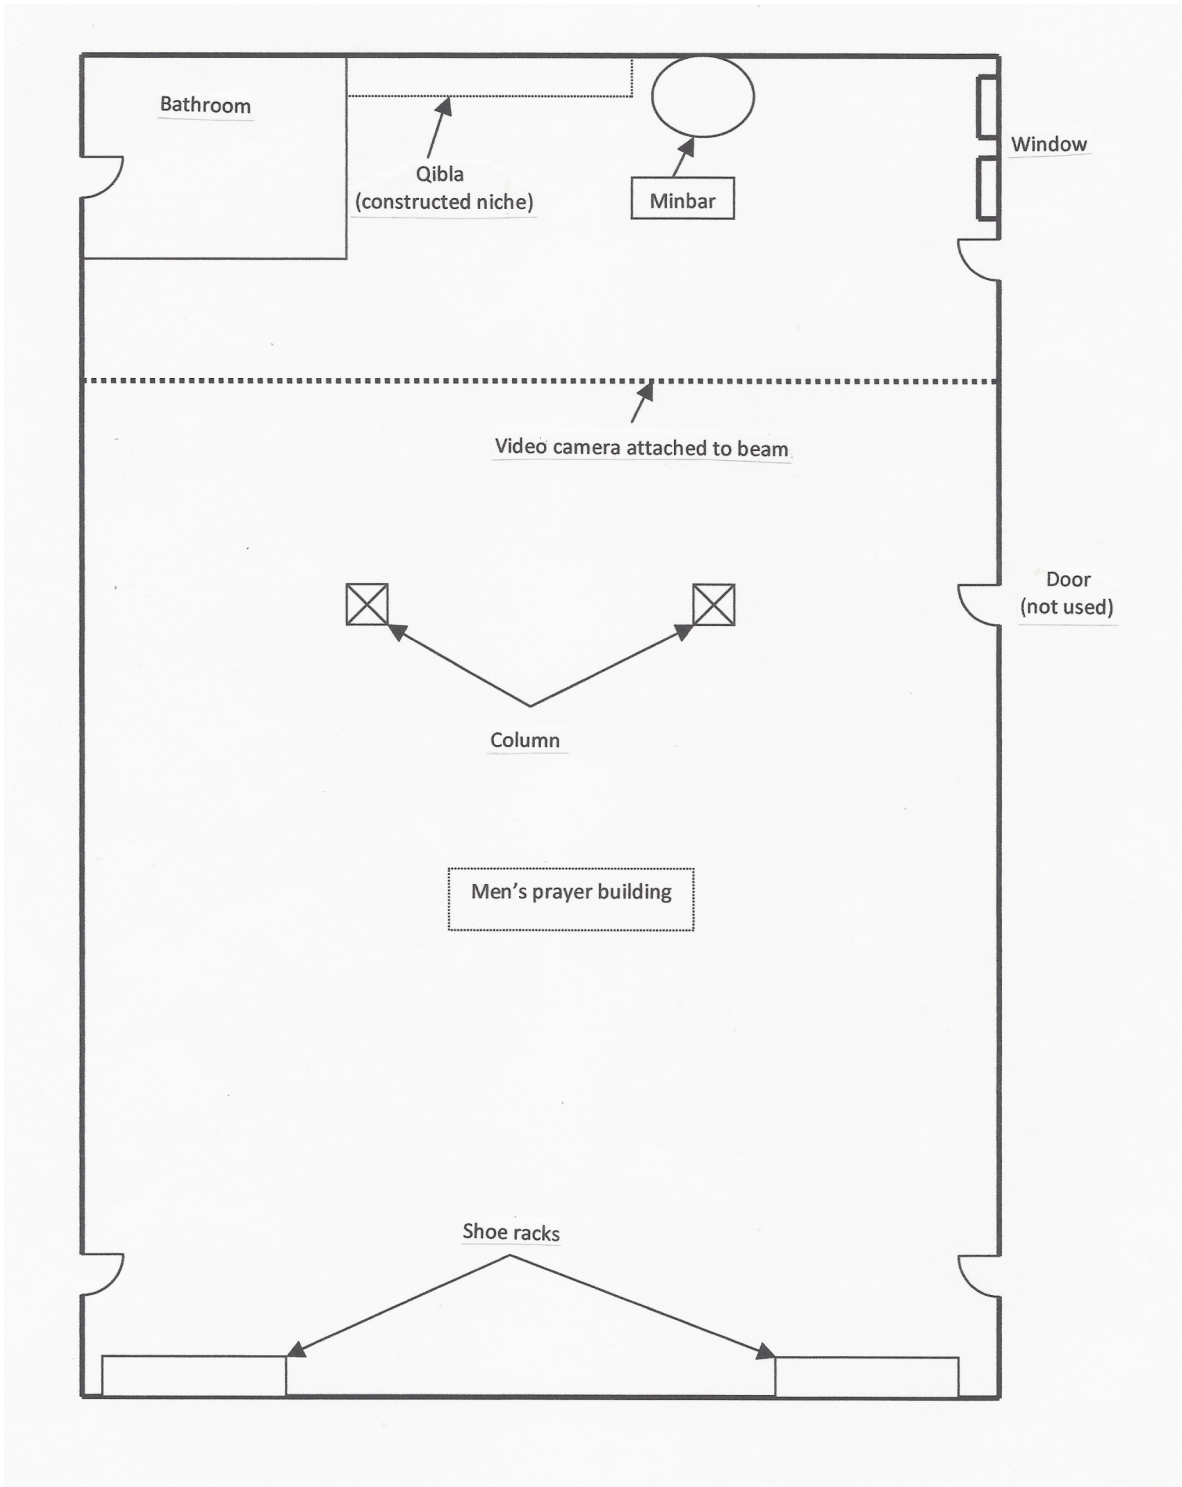 Bathroom
Qibla
(constructed niche)
Minbar
Window
Video camera attached to beam
Door
(not used)
Column
Men’s prayer building
Shoe racks